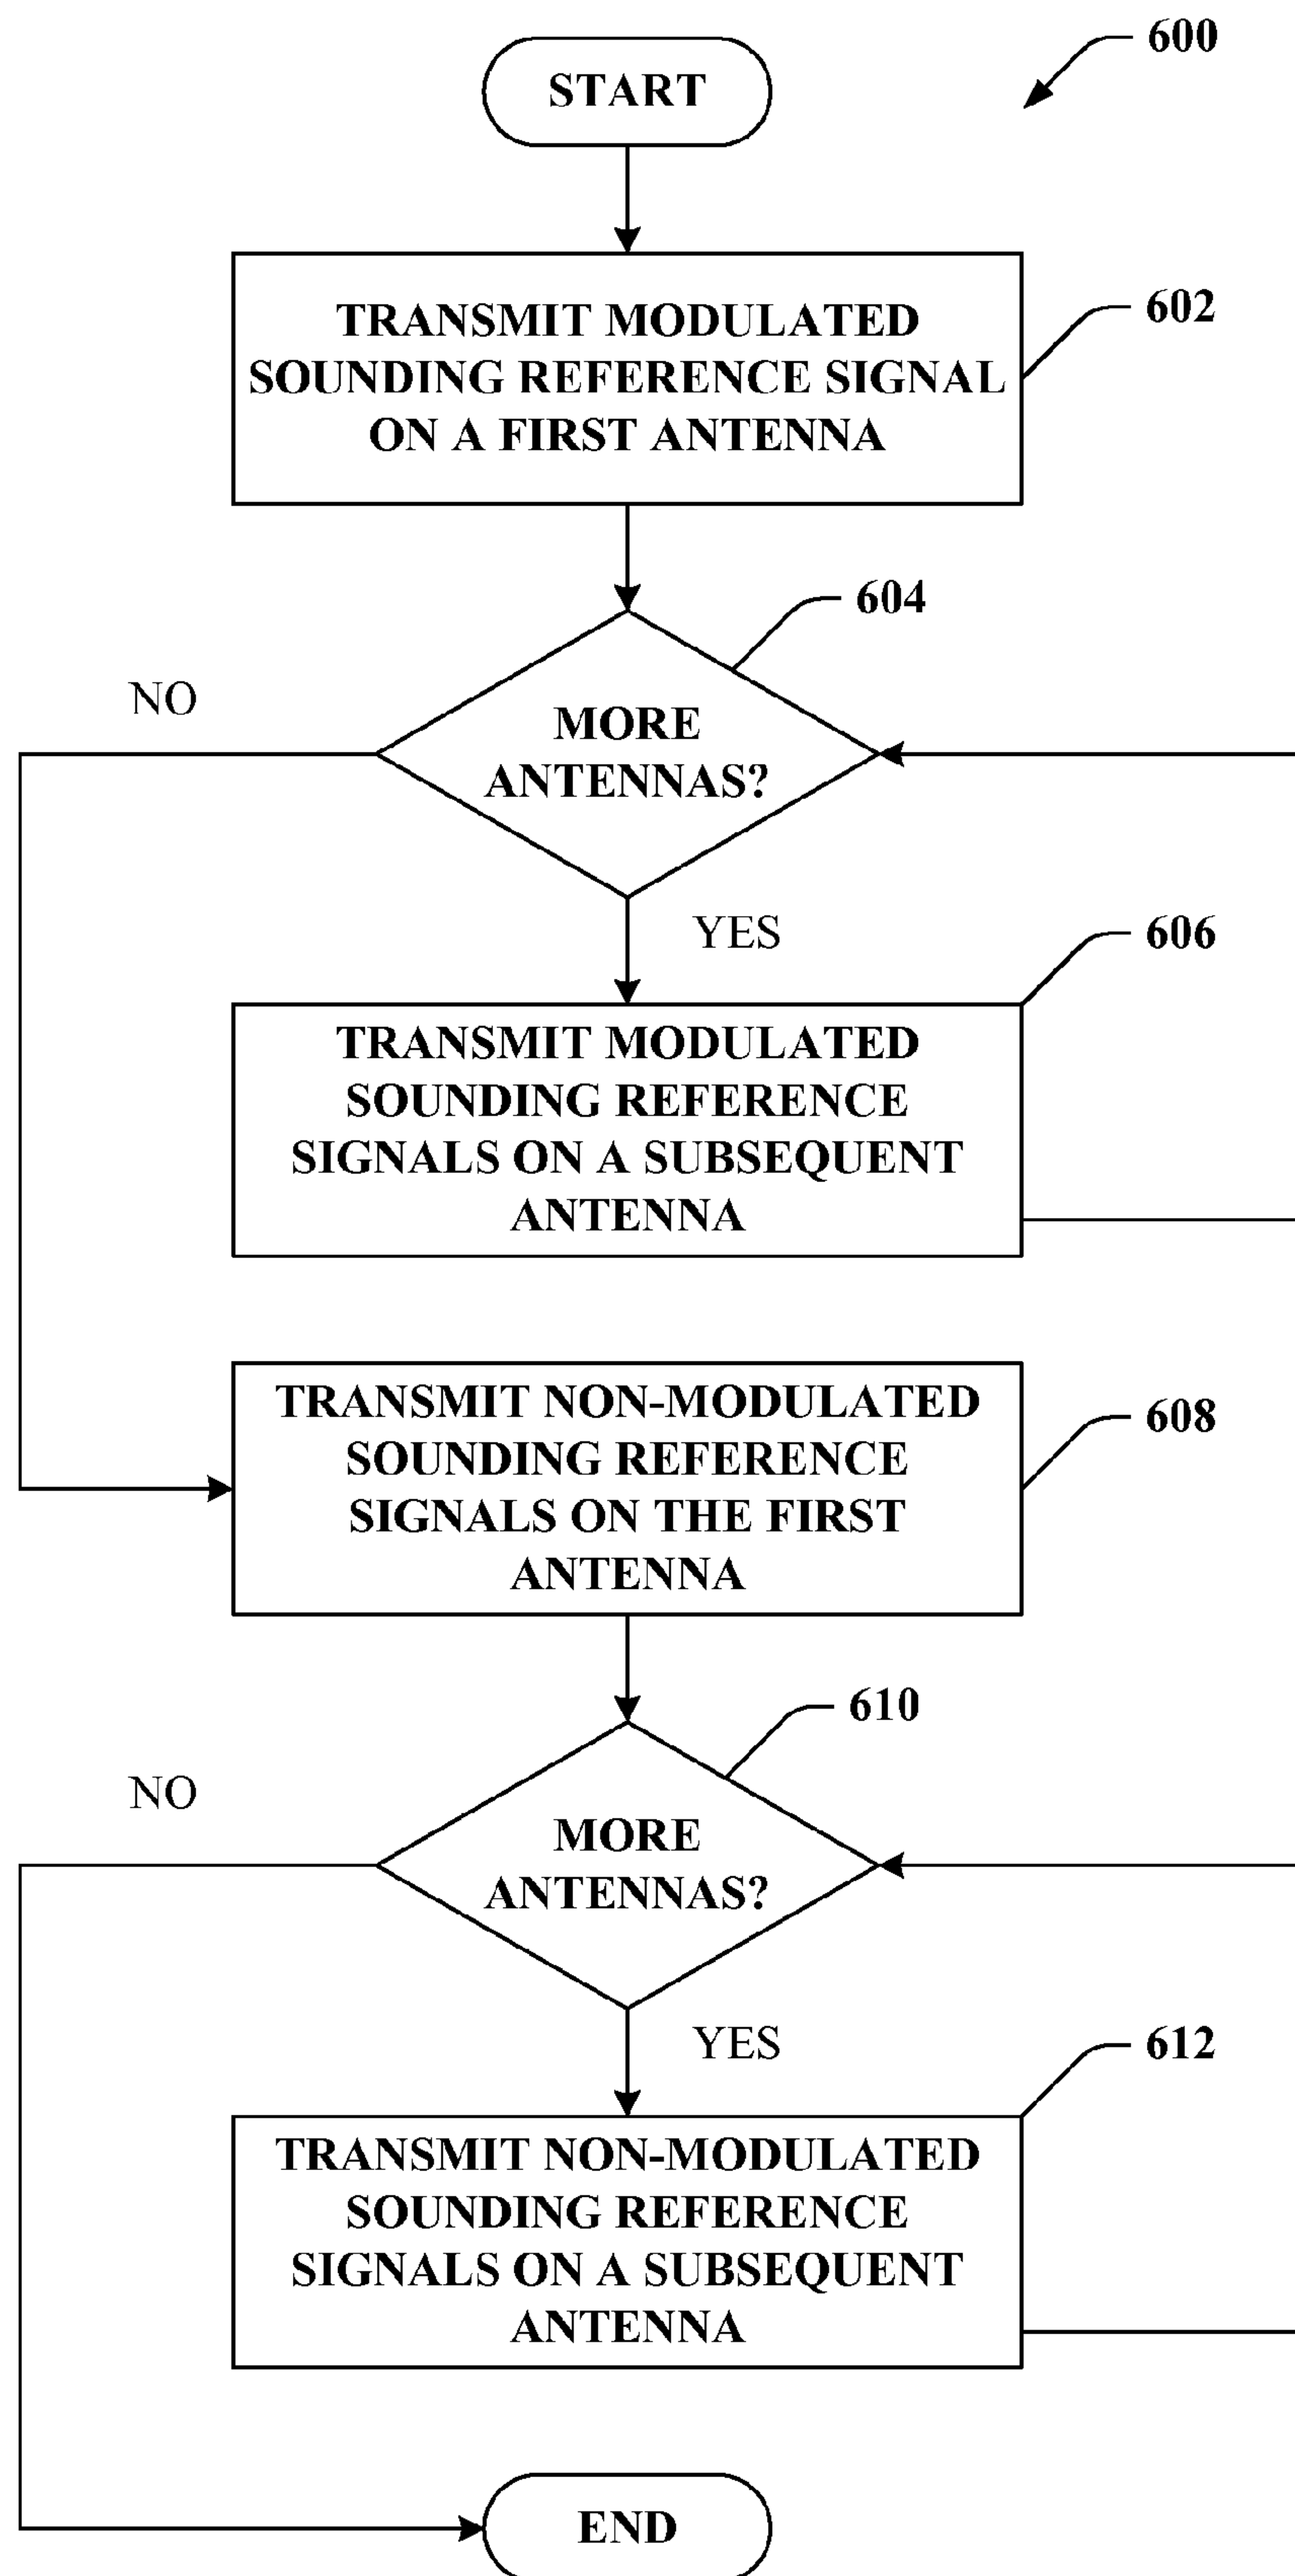 600
START
TRANSMIT MODULATED
SOUNDING REFERENCE SIGNAL
ON A FIRST ANTENNA
602
604
NO
MORE
ANTENNAS?
YES
606
TRANSMIT MODULATED
SOUNDING REFERENCE
SIGNALS ON A SUBSEQUENT
ANTENNA
TRANSMIT NON-MODULATED
SOUNDING REFERENCE
SIGNALS ON THE FIRST
ANTENNA
608
610
NO
MORE
ANTENNAS?
YES
612
TRANSMIT NON-MODULATED
SOUNDING REFERENCE
SIGNALS ON A SUBSEQUENT
ANTENNA
END